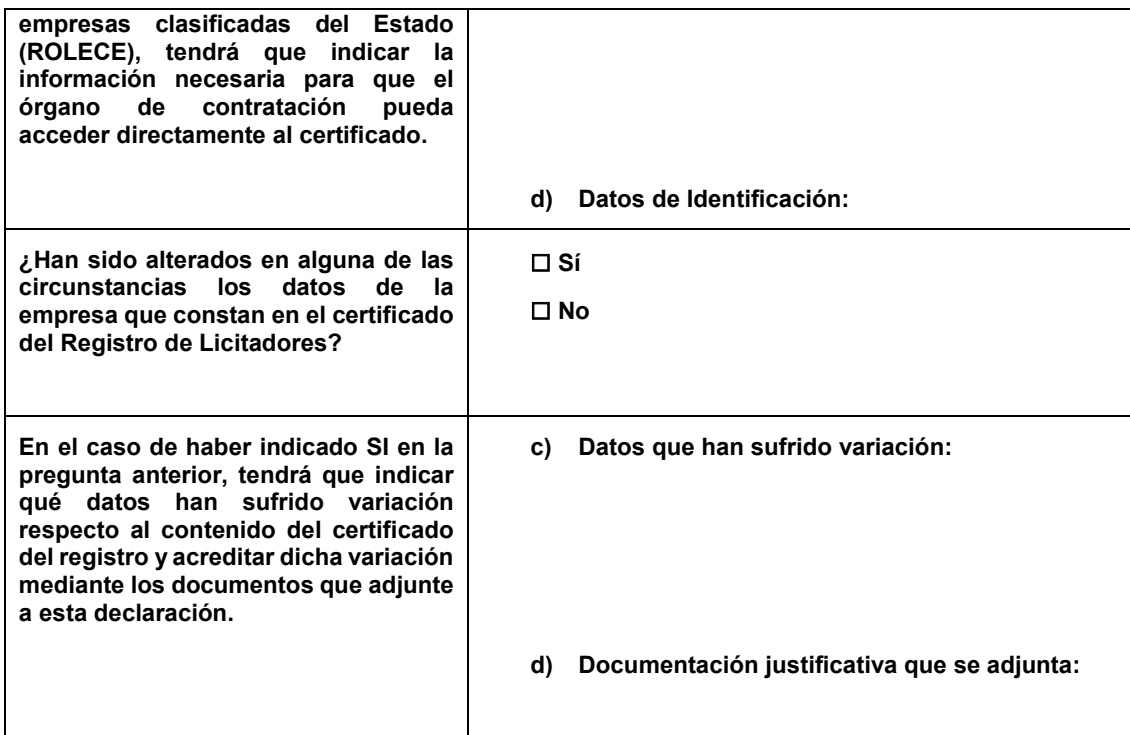 empresas clasificadas del Estado
(ROLECE), tendrá que indicar la
información necesaria para que el
órgano de contratación pueda
acceder directamente al certificado.
d) Datos de Identificación:
¿Han sido alterados en alguna de las
circunstancias los datos de la
empresa que constan en el certificado
del Registro de Licitadores?
☐ Sí
☐ No
En el caso de haber indicado SI en la
pregunta anterior, tendrá que indicar
qué datos han sufrido variación
respecto al contenido del certificado
del registro y acreditar dicha variación
mediante los documentos que adjunte
a esta declaración.
c) Datos que han sufrido variación:
d) Documentación justificativa que se adjunta: